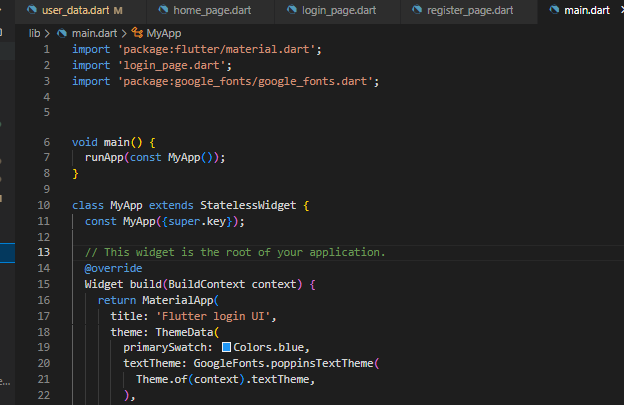 user_data.dart M home_page.dart login_page.dart register_page.dart main.dart
lib > main.dart > MyApp
1 import 'package:flutter/material.dart';
2 import 'login_page.dart';
3 import 'package:google_fonts/google_fonts.dart';
4
5
6 void main() {
7 runApp(const MyApp());
8 }
9
10 class MyApp extends StatelessWidget {
11 const MyApp({super.key});
12
13 // This widget is the root of your application.
14 @override
15 Widget build(BuildContext context) {
16 return MaterialApp(
17 title: 'Flutter login UI',
18 theme: ThemeData(
19 primarySwatch: Colors.blue,
20 textTheme: GoogleFonts.poppinsTextTheme(
21 Theme.of(context).textTheme,
22 ),